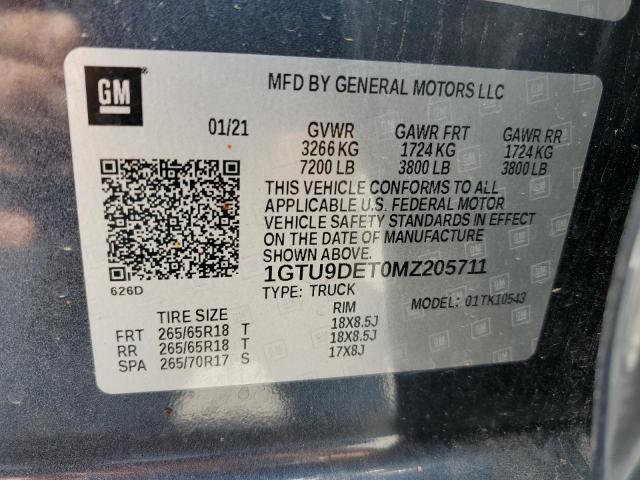 GM
MFD BY GENERAL MOTORS LLC
01/21 GVWR GAWR FRT GAWR RR
3266 KG 1724 KG 1724 KG
7200 LB 3800 LB 3800 LB
THIS VEHICLE CONFORMS TO ALL
APPLICABLE U.S. FEDERAL MOTOR
VEHICLE SAFETY STANDARDS IN EFFECT
ON THE DATE OF MANUFACTURE
SHOWN ABOVE.
1GTU9DET0MZ205711
626D
TYPE: TRUCK MODEL: 01TK10543
TIRE SIZE RIM
FRT 265/65R18 T 18X8.5J
RR 265/65R18 T 18X8.5J
SPA 265/70R17 S 17X8J